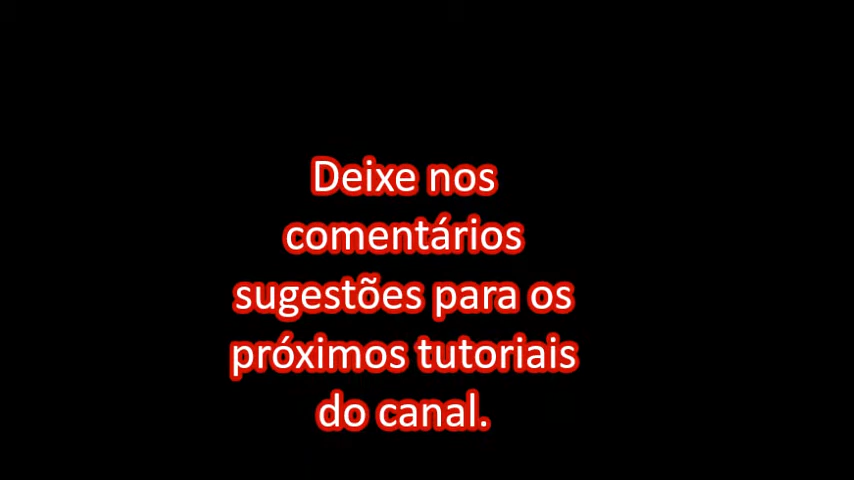 Deixe nos
comentários
sugestões para os
próximos tutoriais
do canal.